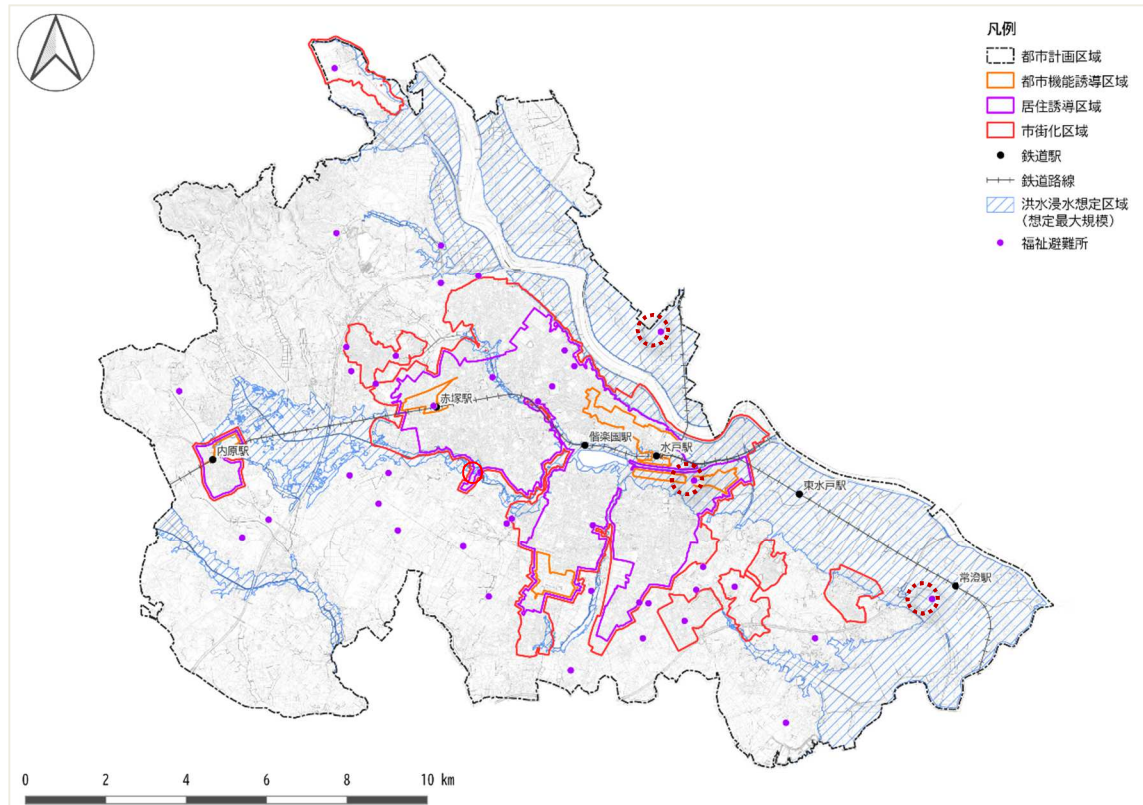 凡例
都市計画区域
都市機能誘導区域
居住誘導区域
市街化区域
鉄道駅
鉄道路線
洪水浸水想定区域
(想定最大規模)
福祉避難所
赤塚駅
内原駅
偕楽園駅
水戸駅
東水戸駅
常澄駅
0 2 4 6 8 10 km